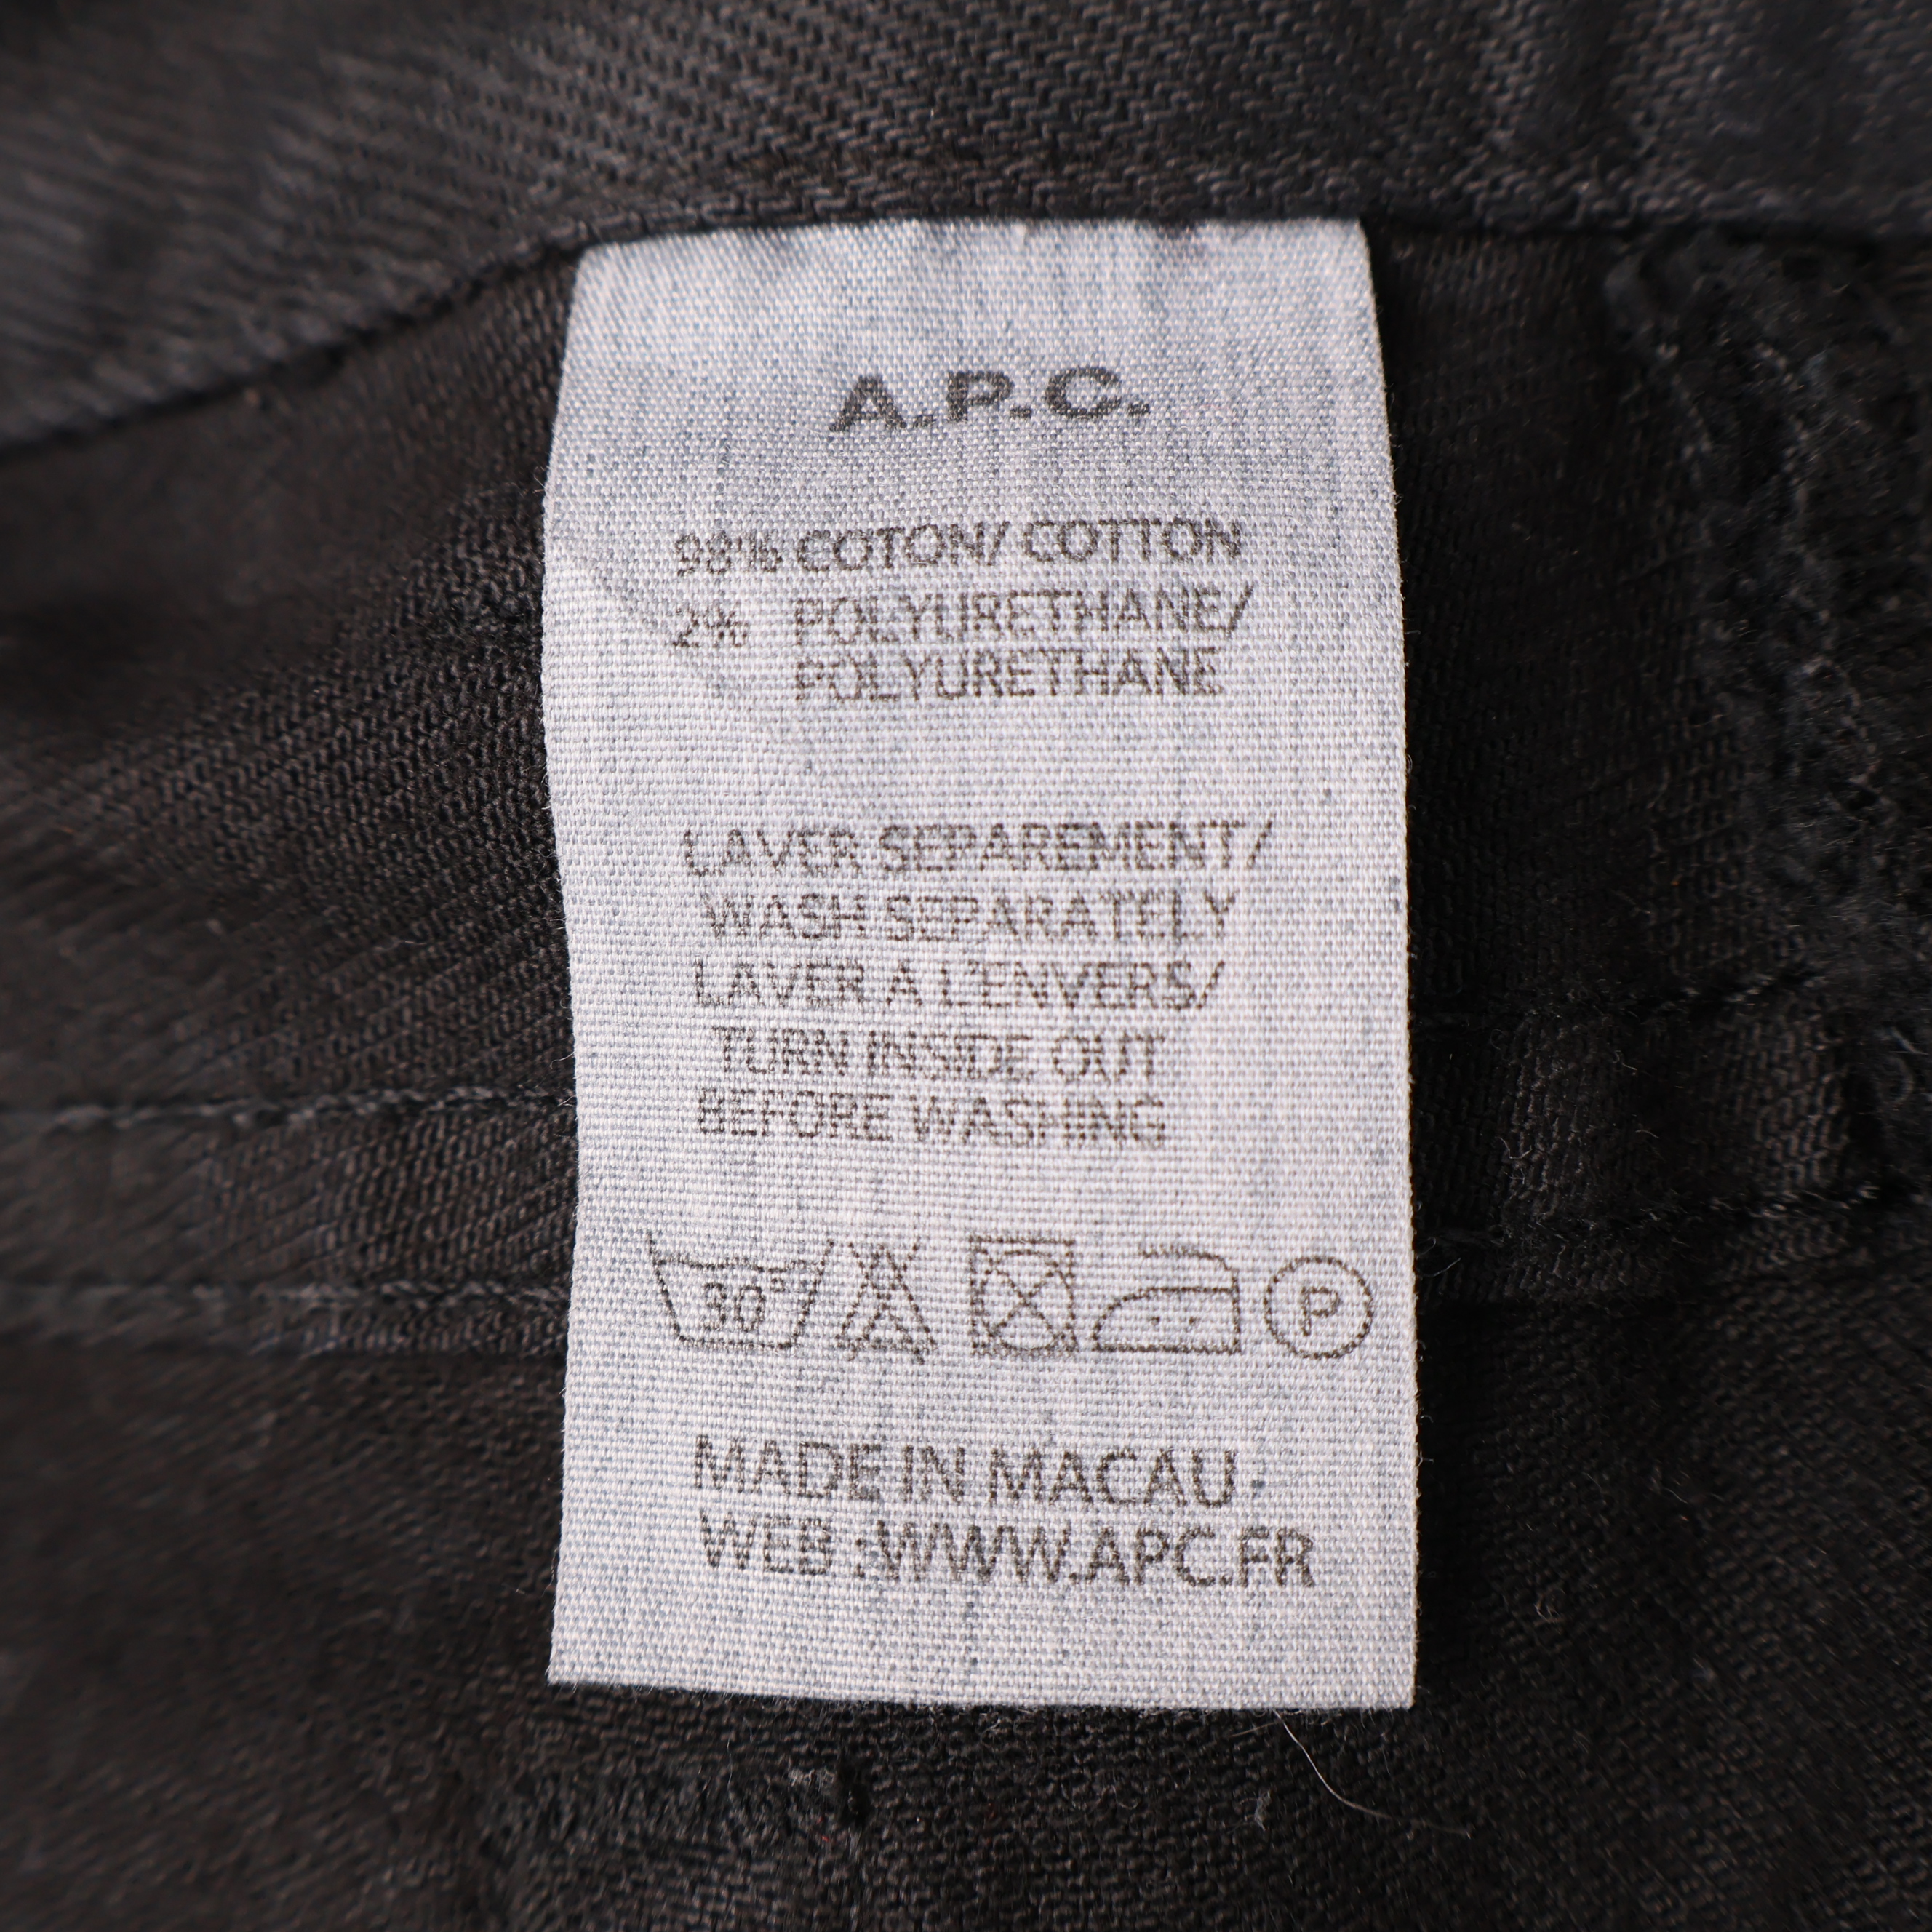 A.P.C.
98% COTON/ COTTON
2% POLYURETHANE/
POLYURETHANE
LAVER SEPAREMENT/
WASH SEPARATELY
LAVER A L'ENVERS/
TURN INSIDE OUT
BEFORE WASHING
30°
P
MADE IN MACAU
WEB :WWW.APC.FR